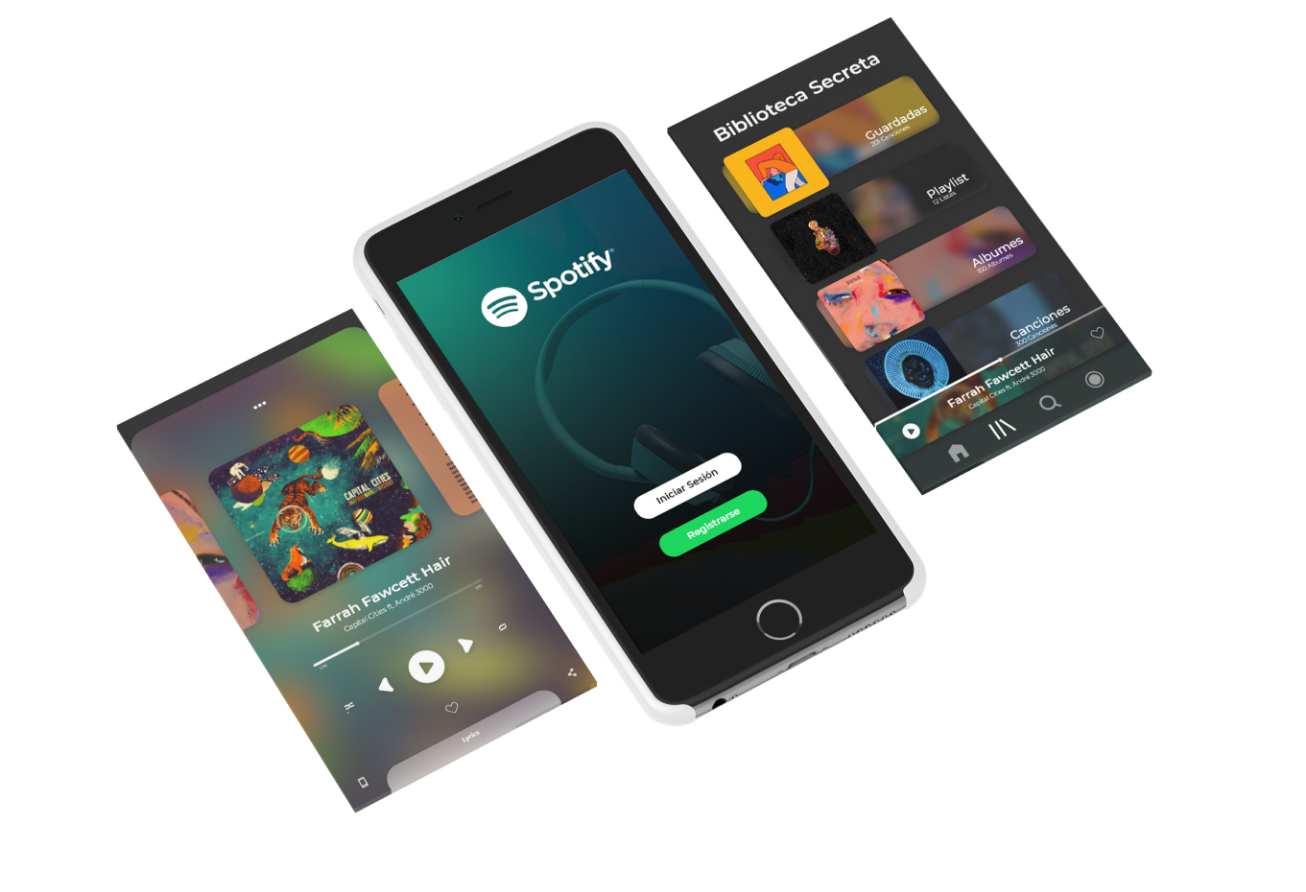 CAPITAL CITIES
Farrah Fawcett Hair
Capital Cities ft. André 3000
Lyrics
Spotify®
Iniciar Sesión
Registrarse
Biblioteca Secreta
Guardadas
201 Canciones
Playlist
12 Listas
Albumes
150 Albumes
Canciones
300 Canciones
Farrah Fawcett Hair
Capital Cities ft. André 3000